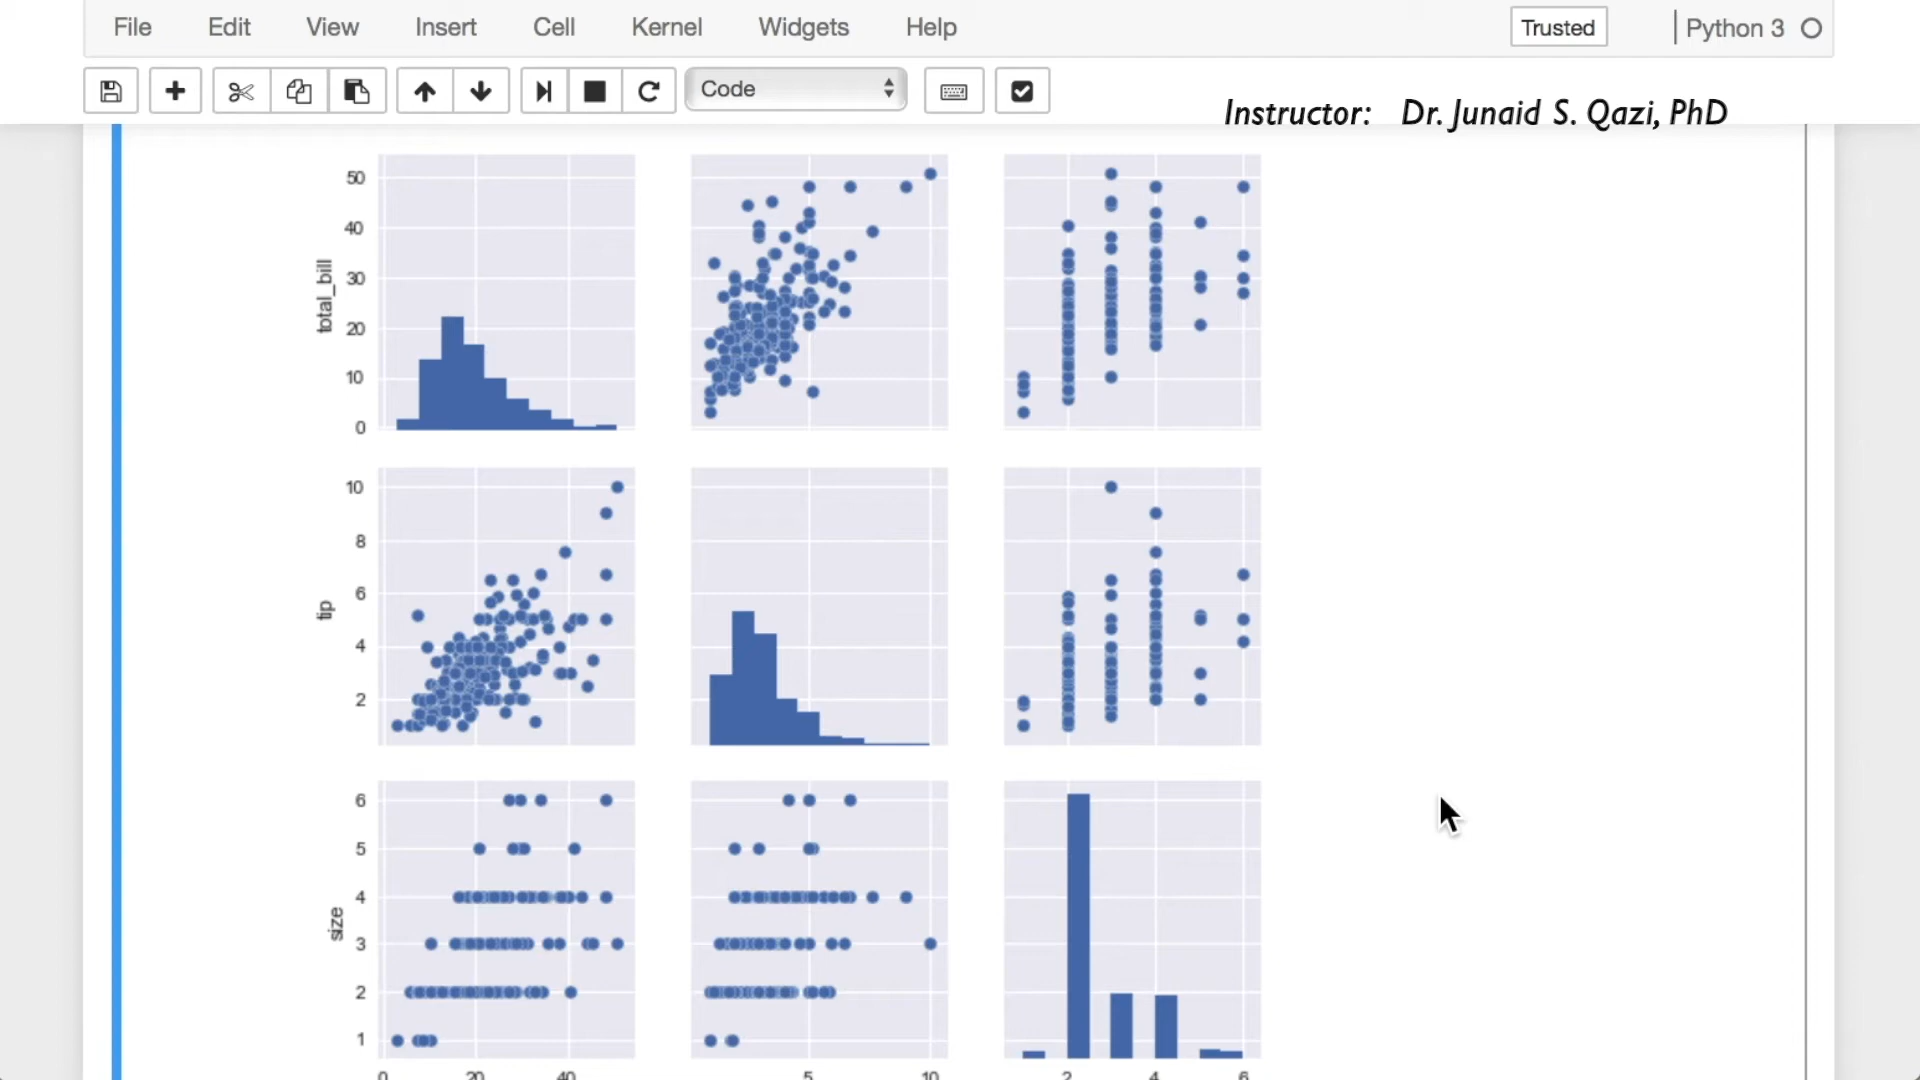 File Edit View Insert Cell Kernel Widgets Help Trusted Python 3
Code
Instructor: Dr. Junaid S. Qazi, PhD
50
40
30
20
10
0
total_bill
10
8
6
4
2
tip
6
5
4
3
2
1
size
0 20 40 5 10 2 4 6